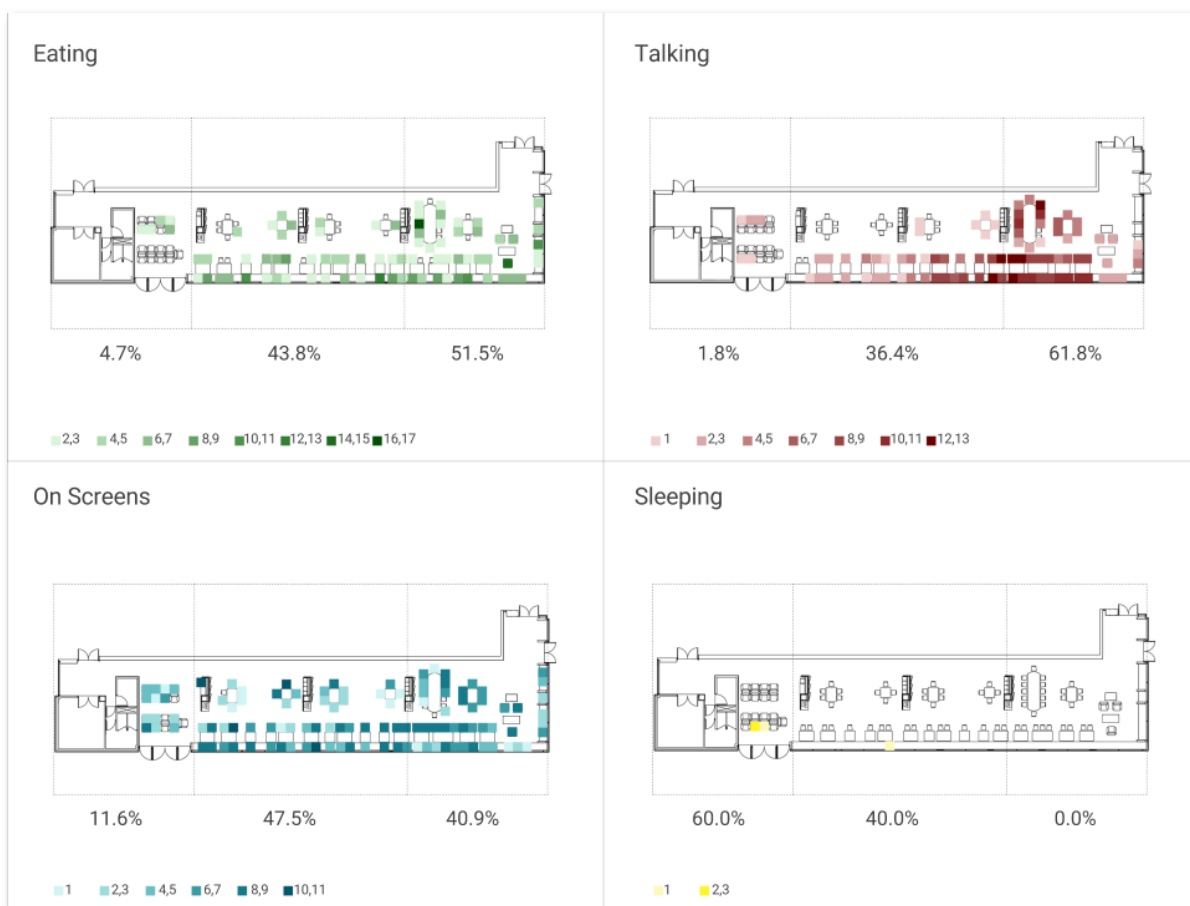 Eating
4.7% 43.8% 51.5%
2,3 4,5 6,7 8,9 10,11 12,13 14,15 16,17
Talking
1.8% 36.4% 61.8%
1 2,3 4,5 6,7 8,9 10,11 12,13
On Screens
11.6% 47.5% 40.9%
1 2,3 4,5 6,7 8,9 10,11
Sleeping
60.0% 40.0% 0.0%
1 2,3